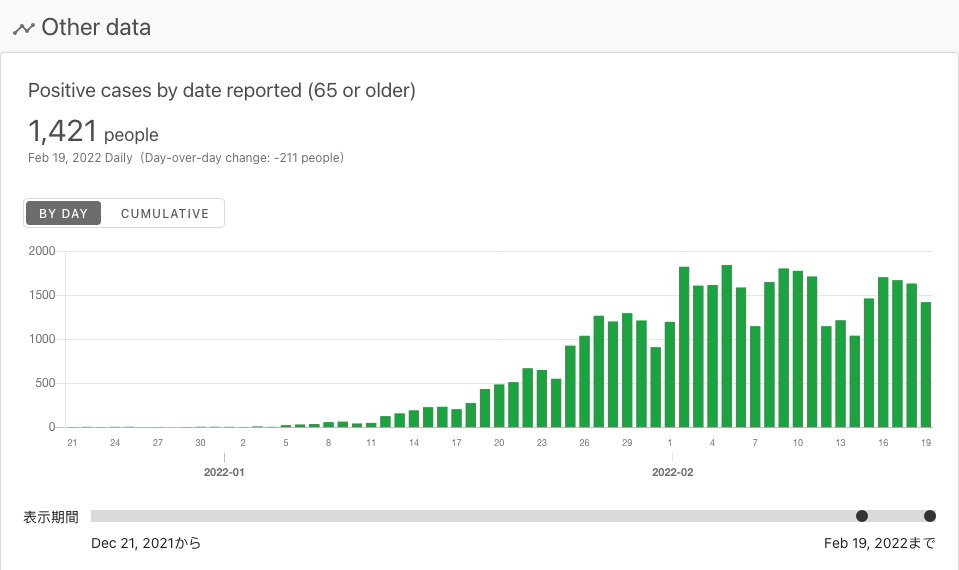 Other data
Positive cases by date reported (65 or older)
1,421 people
Feb 19, 2022 Daily (Day-over-day change: -211 people)
BY DAY CUMULATIVE
2000
1500
1000
500
0
21 24 27 30 2 5 8 11 14 17 20 23 26 29 1 4 7 10 13 16 19
2022-01 2022-02
表示期間
Dec 21, 2021から Feb 19, 2022まで